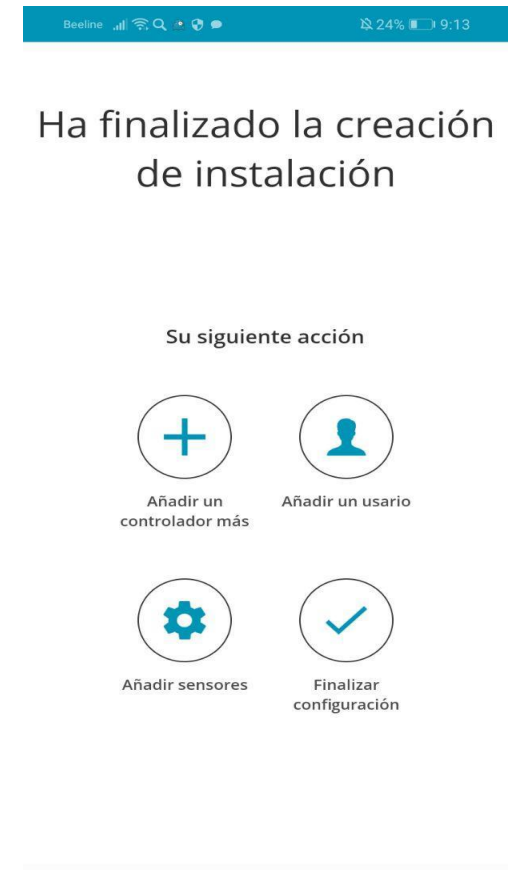 Beeline 24% 9:13
Ha finalizado la creación
de instalación
Su siguiente acción
Añadir un
controlador más
Añadir un usario
Añadir sensores
Finalizar
configuración